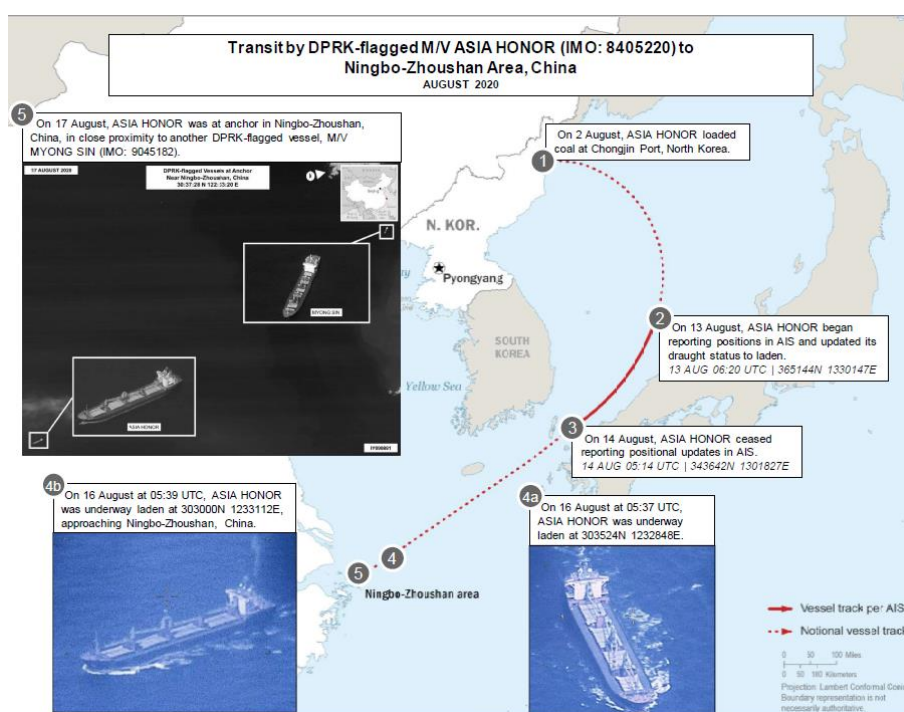 Transit by DPRK-flagged M/V ASIA HONOR (IMO: 8405220) to
Ningbo-Zhoushan Area, China
AUGUST 2020
5
On 17 August, ASIA HONOR was at anchor in Ningbo-Zhoushan,
China, in close proximity to another DPRK-flagged vessel, M/V
MYONG SIN (IMO: 9045182).
17 AUGUST 2020
DPRK-flagged Vessels at Anchor
Near Ningbo-Zhoushan, China
MYONG SIN
ASIA HONOR
On 2 August, ASIA HONOR loaded
coal at Chongjin Port, North Korea.
1
N. KOR.
Pyongyang
SOUTH
KOREA
Yellow Sea
2
On 13 August, ASIA HONOR began
reporting positions in AIS and updated its
draught status to laden.
13 AUG 06:20 UTC | 365144N 1330147E
3
On 14 August, ASIA HONOR ceased
reporting positional updates in AIS.
14 AUG 05:14 UTC | 343642N 1301827E
4b
On 16 August at 05:39 UTC, ASIA HONOR
was underway laden at 303000N 1233112E,
approaching Ningbo-Zhoushan, China.
4a
On 16 August at 05:37 UTC,
ASIA HONOR was underway
laden at 303524N 1232848E.
5
4
Ningbo-Zhoushan area
Vessel track per AIS
Notional vessel track
0 50 100 Miles
0 50 100 Kilometers
Projection: Lambert Conformal Conic
Boundary representation is not
necessarily authoritative.